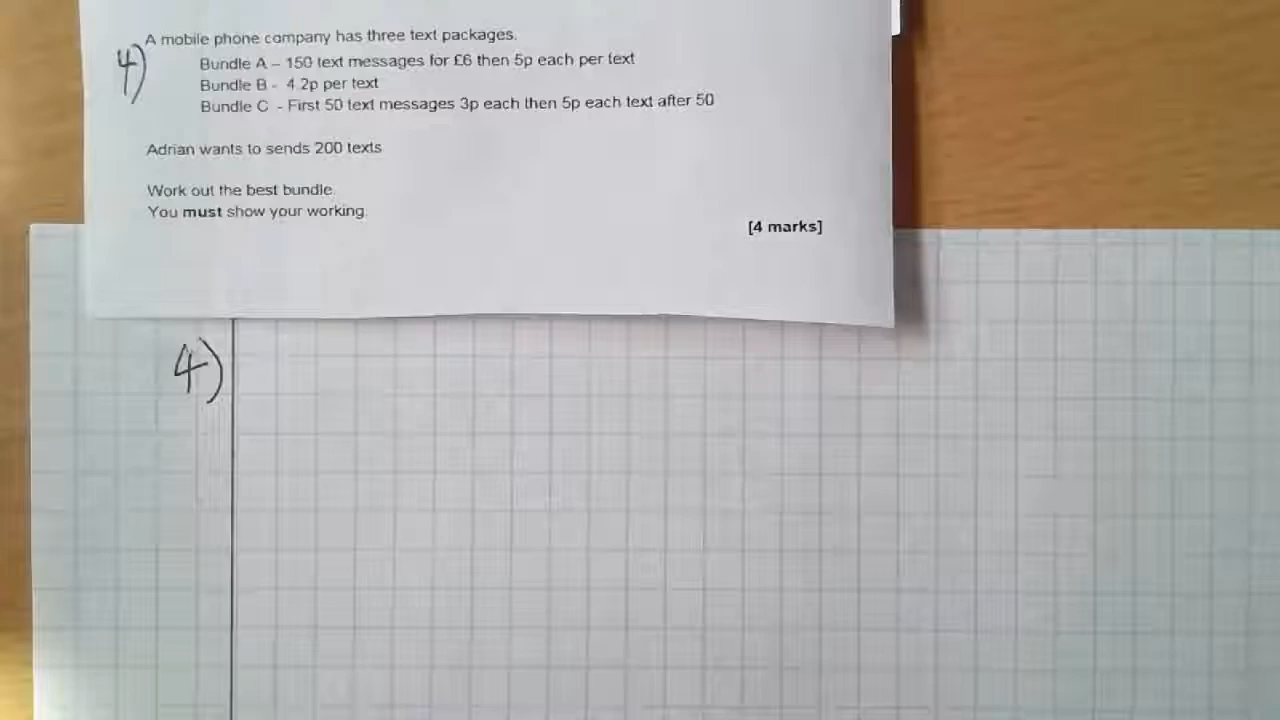 4)
A mobile phone company has three text packages.
Bundle A – 150 text messages for £6 then 5p each per text
Bundle B - 4.2p per text
Bundle C - First 50 text messages 3p each then 5p each text after 50
Adrian wants to sends 200 texts
Work out the best bundle.
You must show your working.
[4 marks]
4)